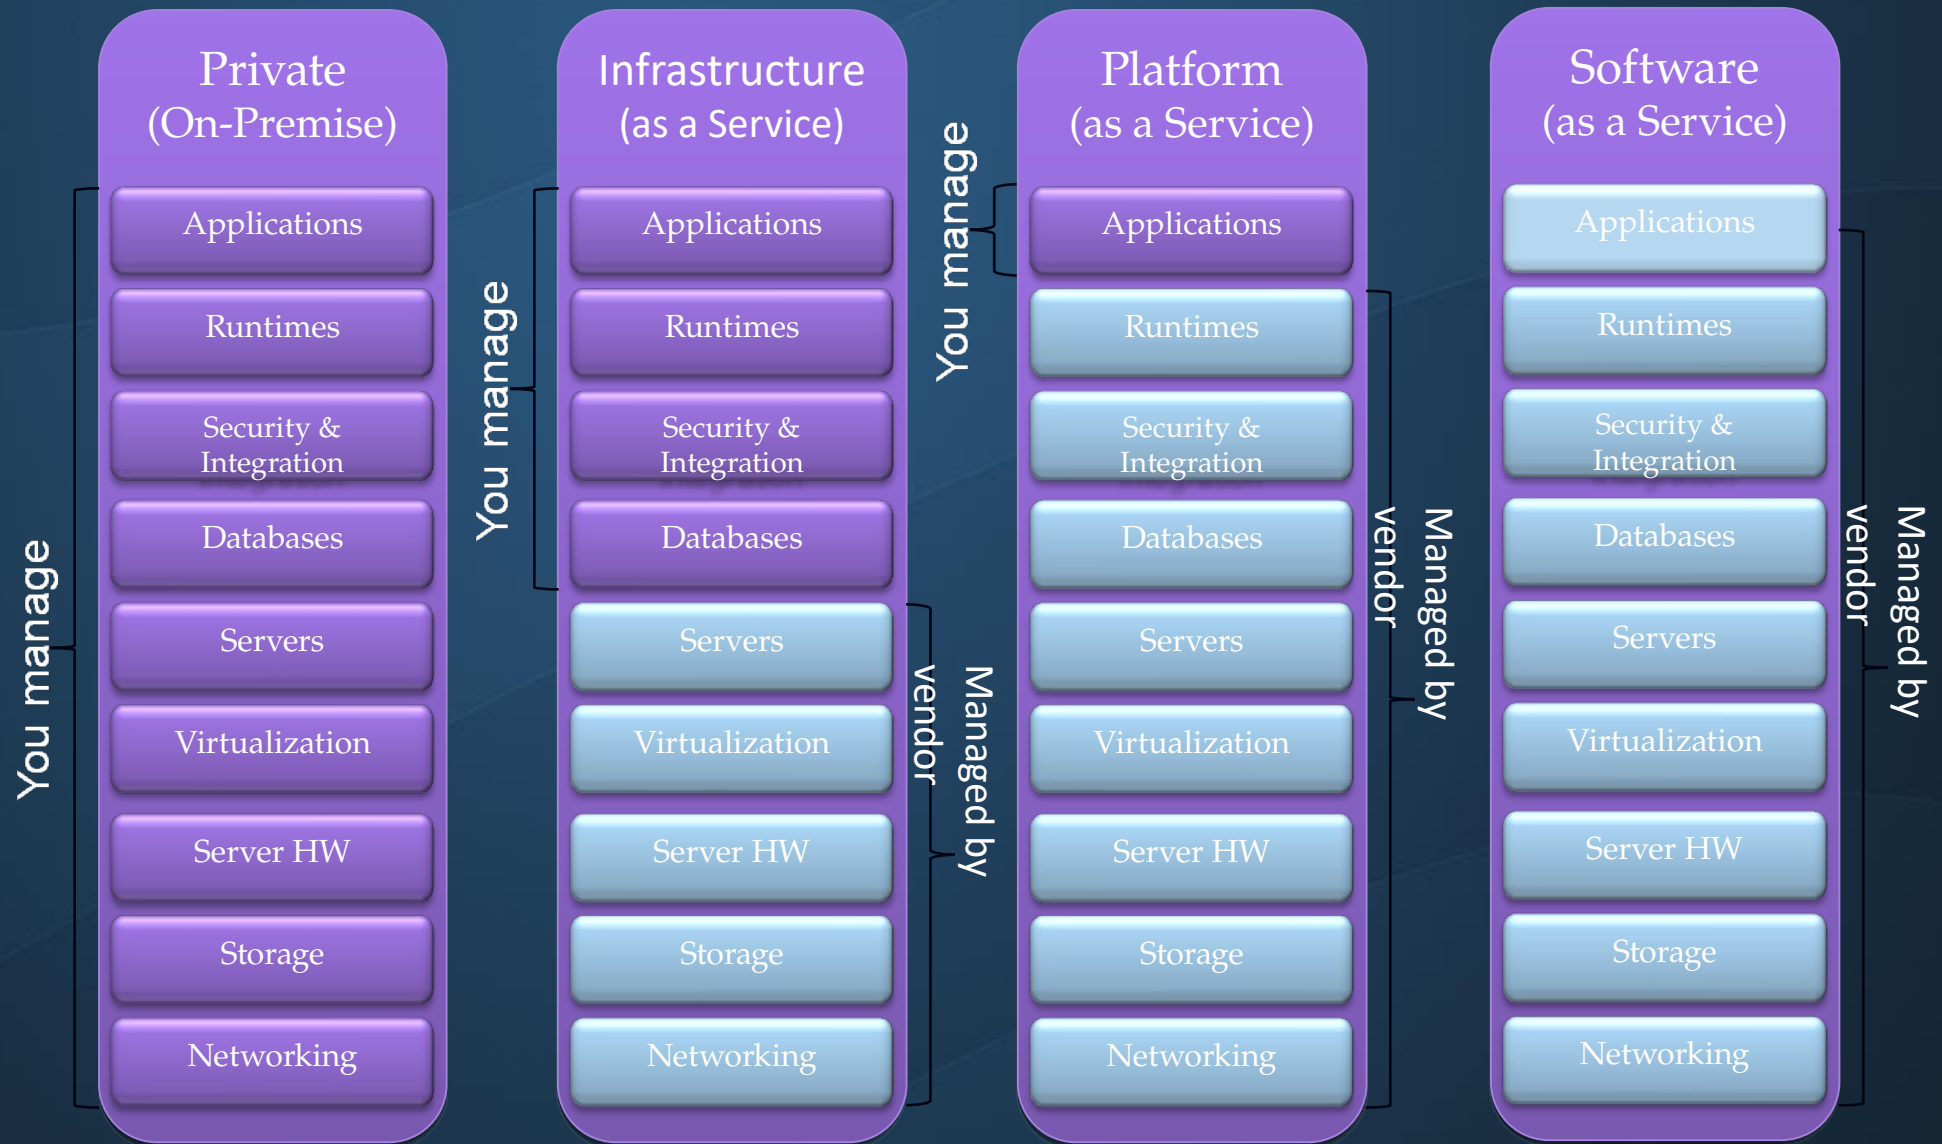 Private
(On-Premise)
You manage
Applications
Runtimes
Security &
Integration
Databases
Servers
Virtualization
Server HW
Storage
Networking
Infrastructure
(as a Service)
You manage
Applications
Runtimes
Security &
Integration
Databases
Servers
Virtualization
Server HW
Storage
Networking
Managed by
vendor
Platform
(as a Service)
You manage
Applications
Runtimes
Security &
Integration
Databases
Servers
Virtualization
Server HW
Storage
Networking
Managed by
vendor
Software
(as a Service)
Applications
Runtimes
Security &
Integration
Databases
Servers
Virtualization
Server HW
Storage
Networking
Managed by
vendor